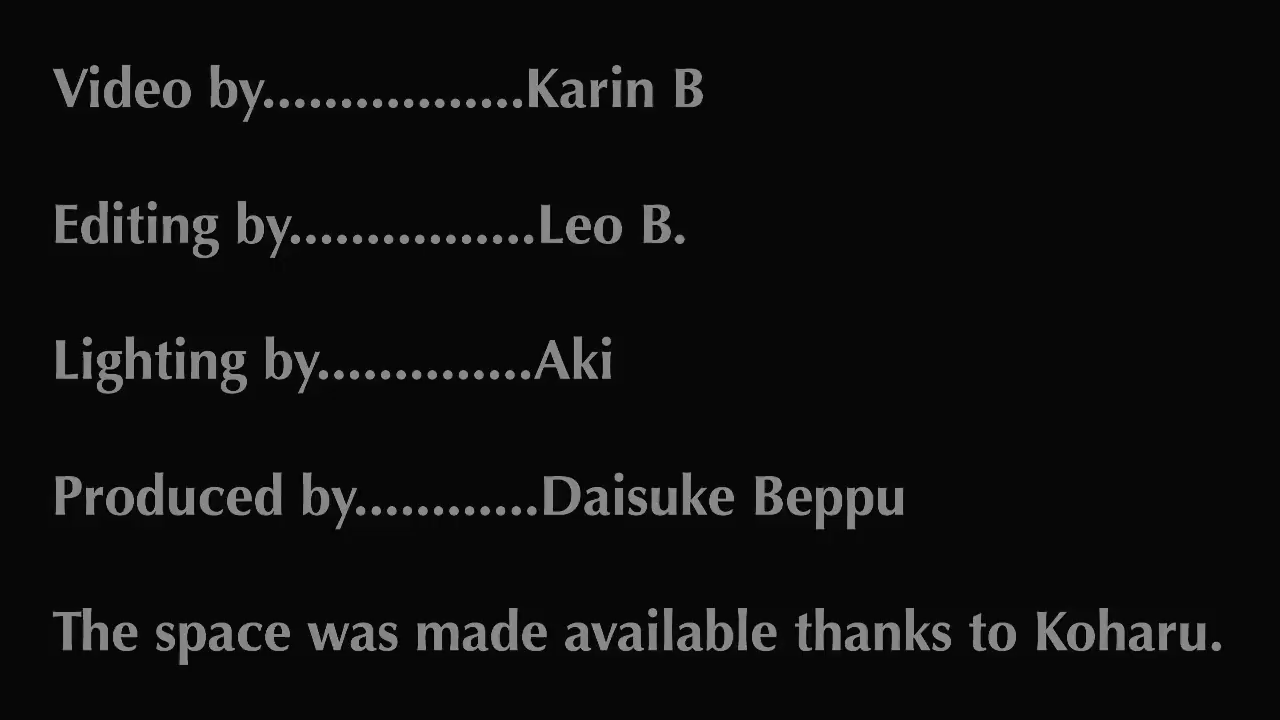 Video by.................Karin B
Editing by................Leo B.
Lighting by..............Aki
Produced by............Daisuke Beppu
The space was made available thanks to Koharu.